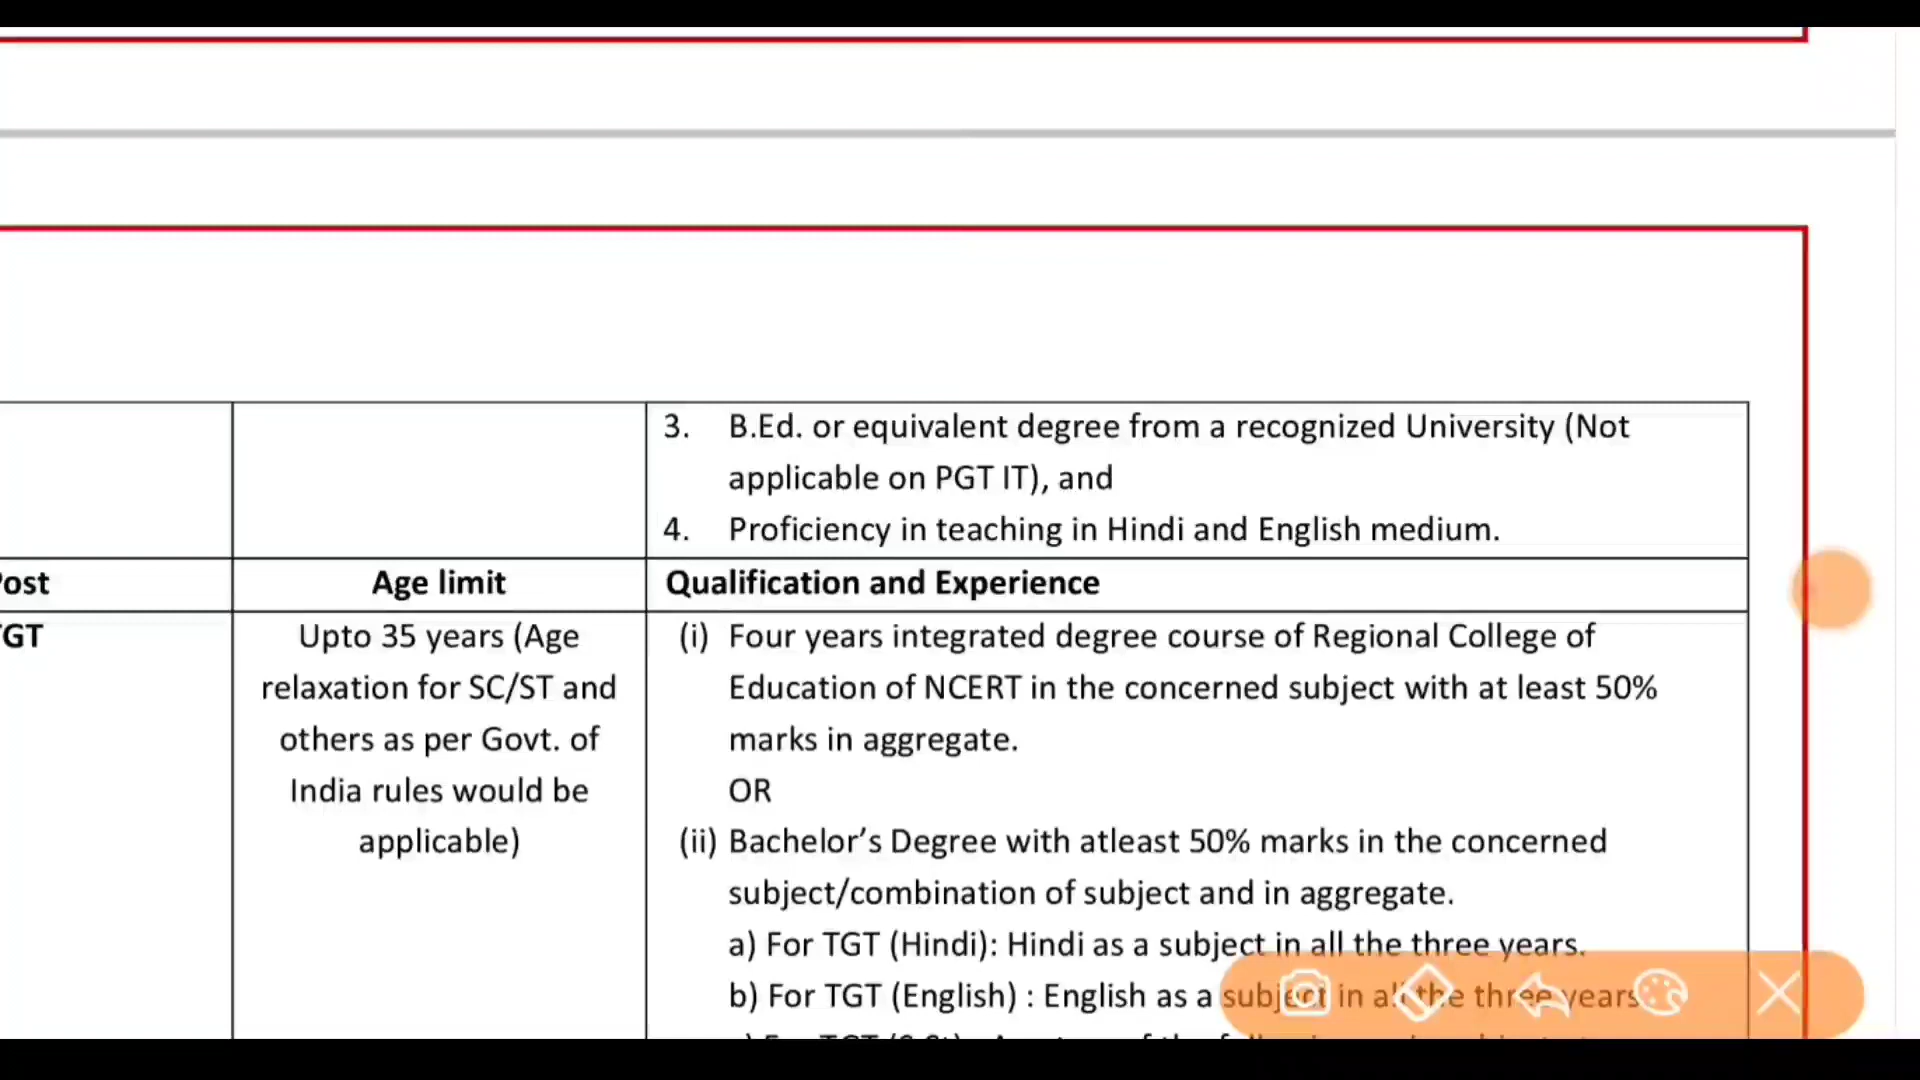 3. B.Ed. or equivalent degree from a recognized University (Not
applicable on PGT IT), and
4. Proficiency in teaching in Hindi and English medium.
ost
Age limit
Qualification and Experience
GT
Upto 35 years (Age
relaxation for SC/ST and
others as per Govt. of
India rules would be
applicable)
(i) Four years integrated degree course of Regional College of
Education of NCERT in the concerned subject with at least 50%
marks in aggregate.
OR
(ii) Bachelor’s Degree with atleast 50% marks in the concerned
subject/combination of subject and in aggregate.
a) For TGT (Hindi): Hindi as a subject in all the three years.
b) For TGT (English) : English as a subject in all the three years